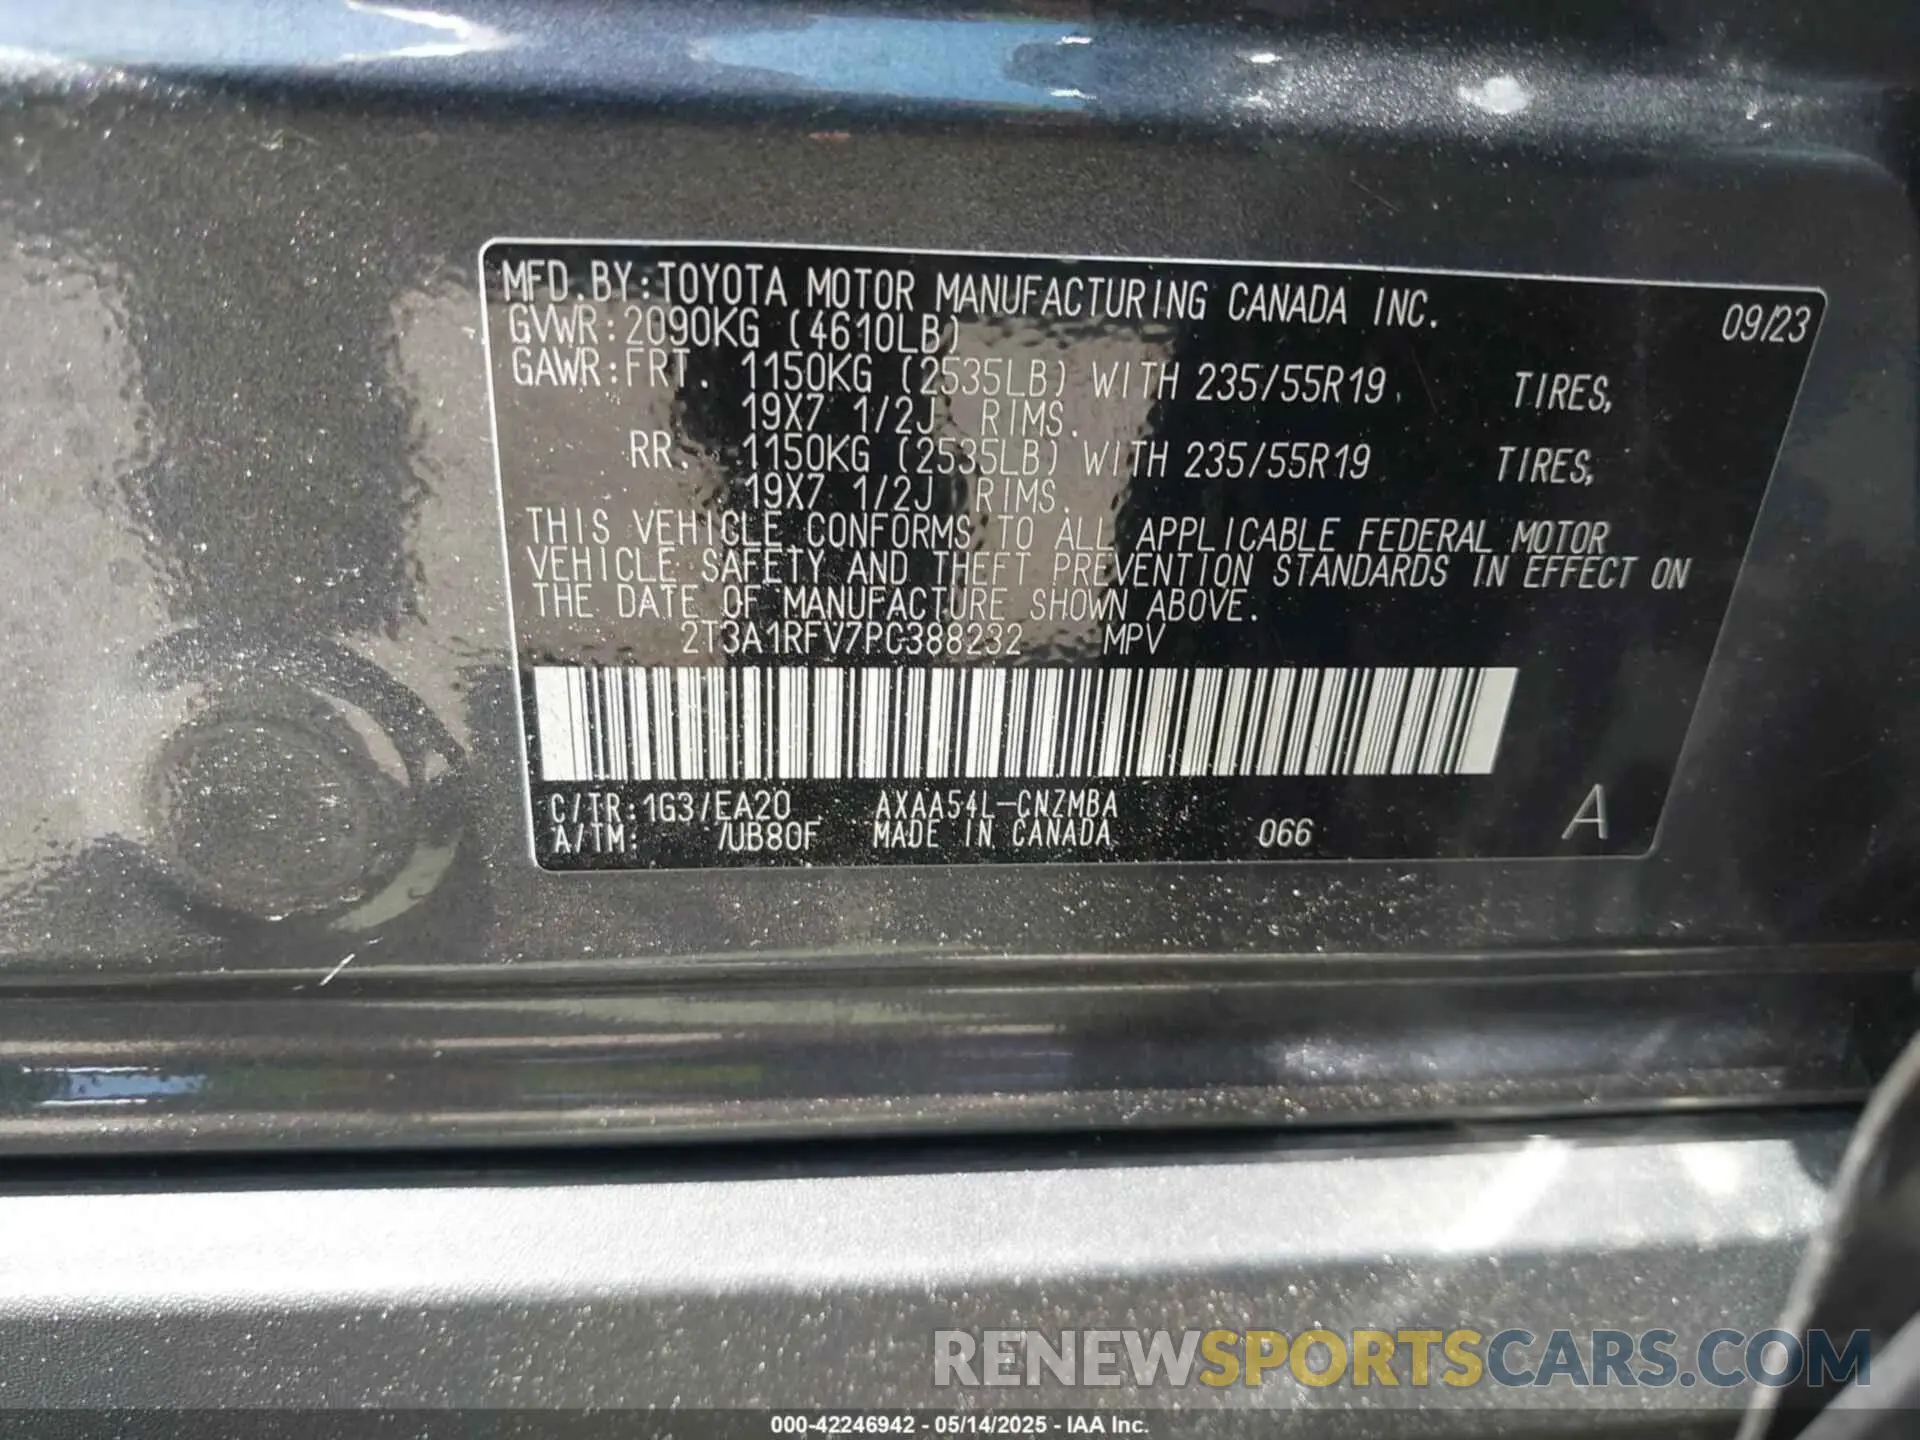 MFD.BY:TOYOTA MOTOR MANUFACTURING CANADA INC. 09/23
GVWR:2090KG (4610LB)
GAWR:FRT. 1150KG (2535LB) WITH 235/55R19 TIRES,
19X7 1/2J RIMS.
RR. 1150KG (2535LB) WITH 235/55R19 TIRES,
19X7 1/2J RIMS.
THIS VEHICLE CONFORMS TO ALL APPLICABLE FEDERAL MOTOR
VEHICLE SAFETY AND THEFT PREVENTION STANDARDS IN EFFECT ON
THE DATE OF MANUFACTURE SHOWN ABOVE.
2T3A1RFV7PC388232 MPV
C/TR:1G3/EA20 AXAA54L-CNZMBA
A/TM: /UB80F MADE IN CANADA 066 A
RENEWSPORTSCARS.COM
000-42246942 - 05/14/2025 - IAA Inc.